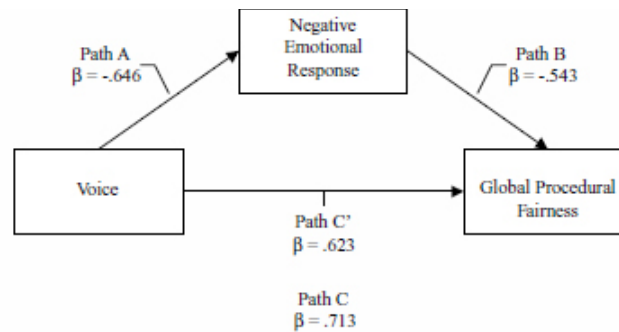 Negative
Emotional
Response
Path A
β = -.646
Path B
β = -.543
Voice
Global Procedural
Fairness
Path C’
β = .623
Path C
β = .713